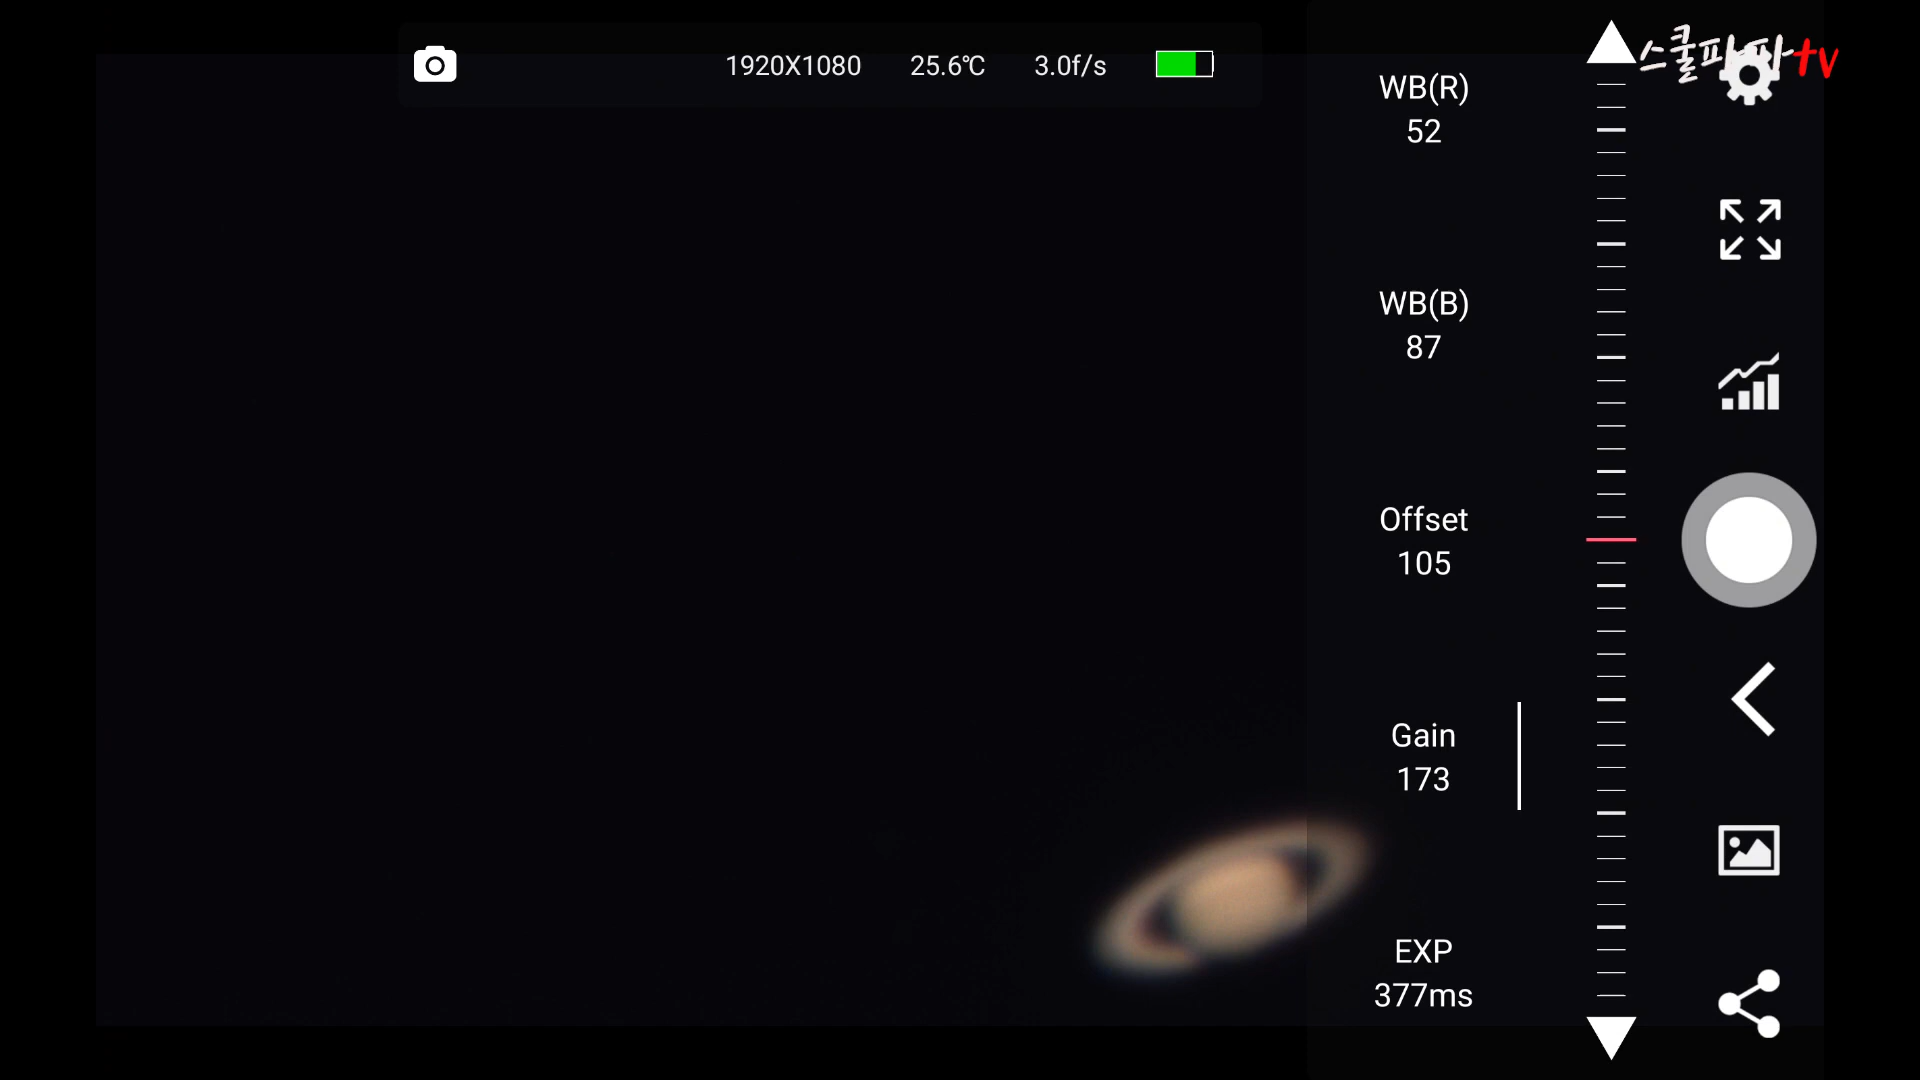 1920X1080 25.6℃ 3.0f/s
스쿨파파tv
WB(R)
52
WB(B)
87
Offset
105
Gain
173
EXP
377ms